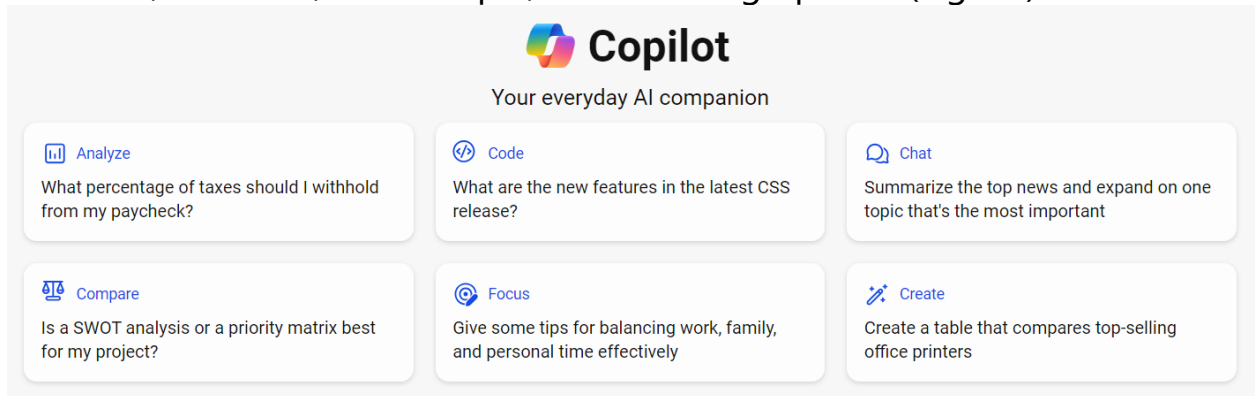 Copilot
Your everyday AI companion
Analyze
What percentage of taxes should I withhold
from my paycheck?
Code
What are the new features in the latest CSS
release?
Chat
Summarize the top news and expand on one
topic that's the most important
Compare
Is a SWOT analysis or a priority matrix best
for my project?
Focus
Give some tips for balancing work, family,
and personal time effectively
Create
Create a table that compares top-selling
office printers